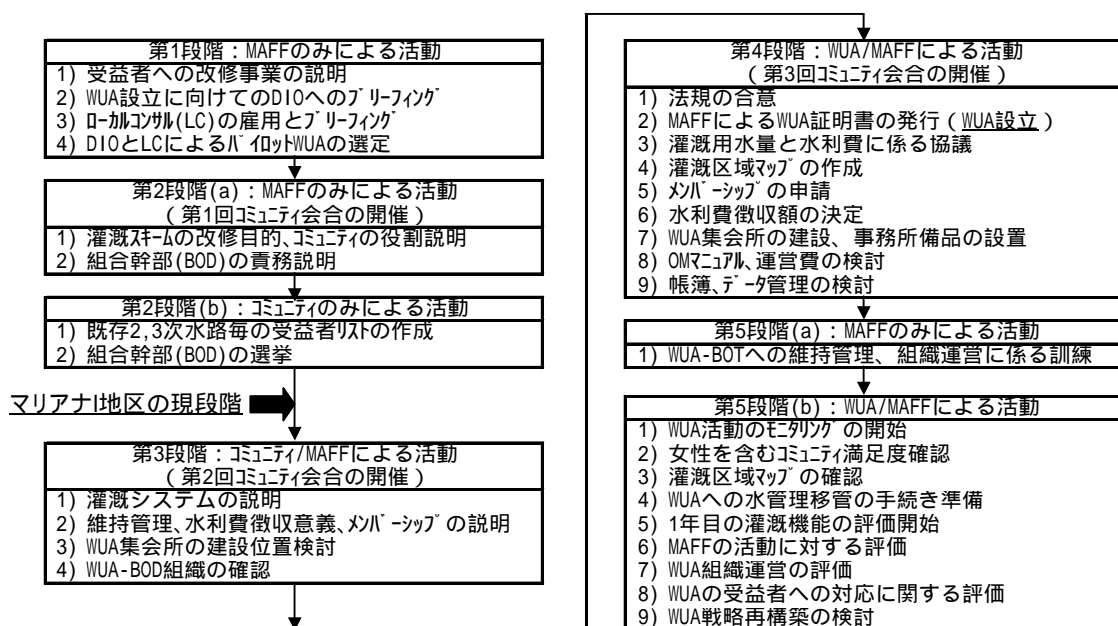 第1段階：MAFFのみによる活動
1) 受益者への改修事業の説明
2) WUA設立に向けてのDIOへのﾌﾞﾘｰﾌｨﾝｸﾞ
3) ﾛｰｶﾙｺﾝｻﾙ(LC)の雇用とﾌﾞﾘｰﾌｨﾝｸﾞ
4) DIOとLCによるﾊﾟｲﾛｯﾄWUAの選定
第2段階(a)：MAFFのみによる活動
（第1回ｺﾐｭﾆﾃｨ会合の開催）
1) 灌漑ｽｷｰﾑの改修目的､ｺﾐｭﾆﾃｨの役割説明
2) 組合幹部(BOD)の責務説明
第2段階(b)：ｺﾐｭﾆﾃｨのみによる活動
1) 既存2,3次水路毎の受益者ﾘｽﾄの作成
2) 組合幹部(BOD)の選挙
マリアナI地区の現段階
第3段階：ｺﾐｭﾆﾃｨ/MAFFによる活動
（第2回ｺﾐｭﾆﾃｨ会合の開催）
1) 灌漑システムの説明
2) 維持管理､水利費徴収意義､ﾒﾝﾊﾞｰｼｯﾌﾟの説明
3) WUA集会所の建設位置検討
4) WUA-BOD組織の確認
第4段階：WUA/MAFFによる活動
（第3回ｺﾐｭﾆﾃｨ会合の開催）
1) 法規の合意
2) MAFFによるWUA証明書の発行（WUA設立）
3) 灌漑用水量と水利費に係る協議
4) 灌漑区域ﾏｯﾌﾟの作成
5) ﾒﾝﾊﾞｰｼｯﾌﾟの申請
6) 水利費徴収額の決定
7) WUA集会所の建設、事務所備品の設置
8) OMﾏﾆｭｱﾙ､運営費の検討
9) 帳簿､ﾃﾞｰﾀ管理の検討
第5段階(a)：MAFFのみによる活動
1) WUA-BOTへの維持管理、組織運営に係る訓練
第5段階(b)：WUA/MAFFによる活動
1) WUA活動のﾓﾆﾀﾘﾝｸﾞの開始
2) 女性を含むｺﾐｭﾆﾃｨ満足度確認
3) 灌漑区域ﾏｯﾌﾟの確認
4) WUAへの水管理移管の手続き準備
5) 1年目の灌漑機能の評価開始
6) MAFFの活動に対する評価
7) WUA組織運営の評価
8) WUAの受益者への対応に関する評価
9) WUA戦略再構築の検討